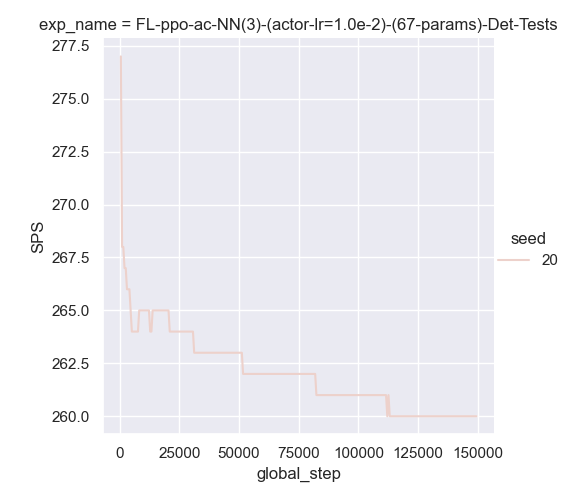 exp_name = FL-ppo-ac-NN(3)-(actor-lr=1.0e-2)-(67-params)-Det-Tests
277.5
275.0
272.5
270.0
267.5
265.0
262.5
260.0
SPS
0 25000 50000 75000 100000 125000 150000
global_step
seed
20